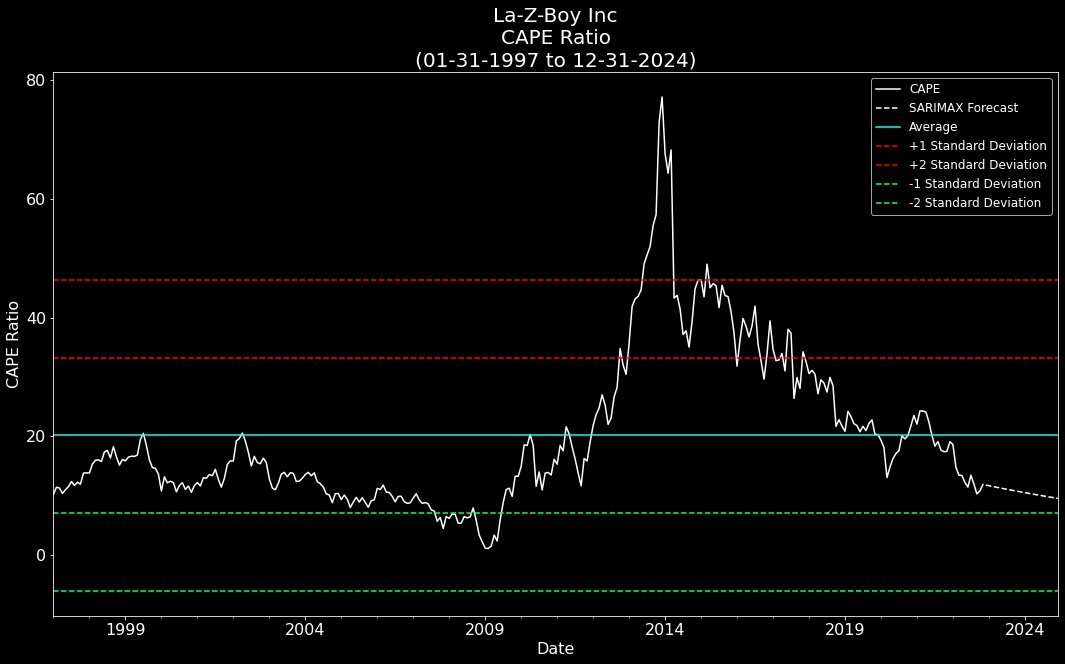 La-Z-Boy Inc
CAPE Ratio
(01-31-1997 to 12-31-2024)
CAPE
SARIMAX Forecast
Average
+1 Standard Deviation
+2 Standard Deviation
-1 Standard Deviation
-2 Standard Deviation
80
60
40
20
0
CAPE Ratio
1999
2004
2009
2014
2019
2024
Date